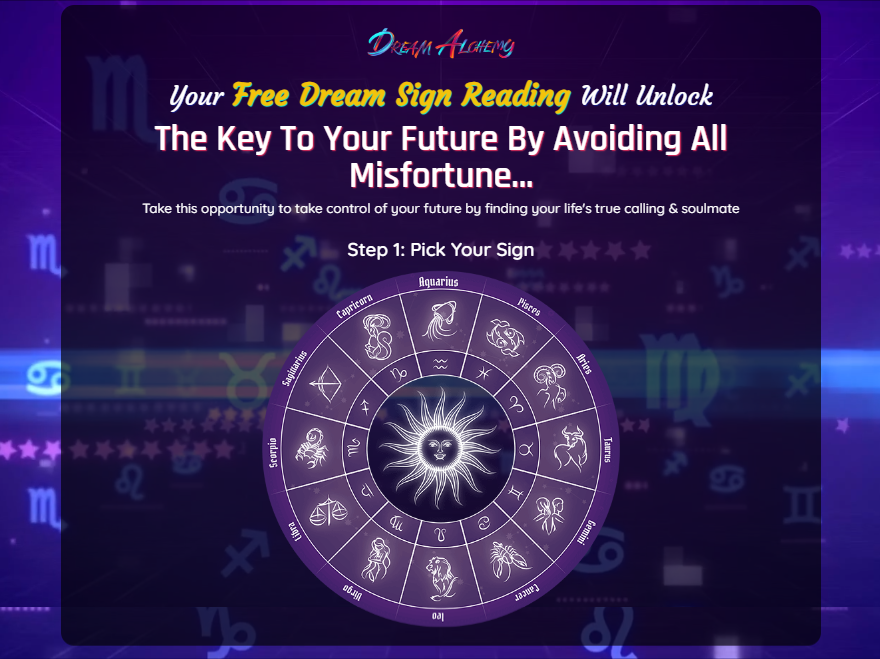 Dream Alchemy
Your Free Dream Sign Reading Will Unlock
The Key To Your Future By Avoiding All
Misfortune...
Take this opportunity to take control of your future by finding your life's true calling & soulmate
Step 1: Pick Your Sign
Aquarius
Pisces
Aries
Taurus
Gemini
Cancer
Leo
Virgo
Libra
Scorpio
Sagittarius
Capricorn